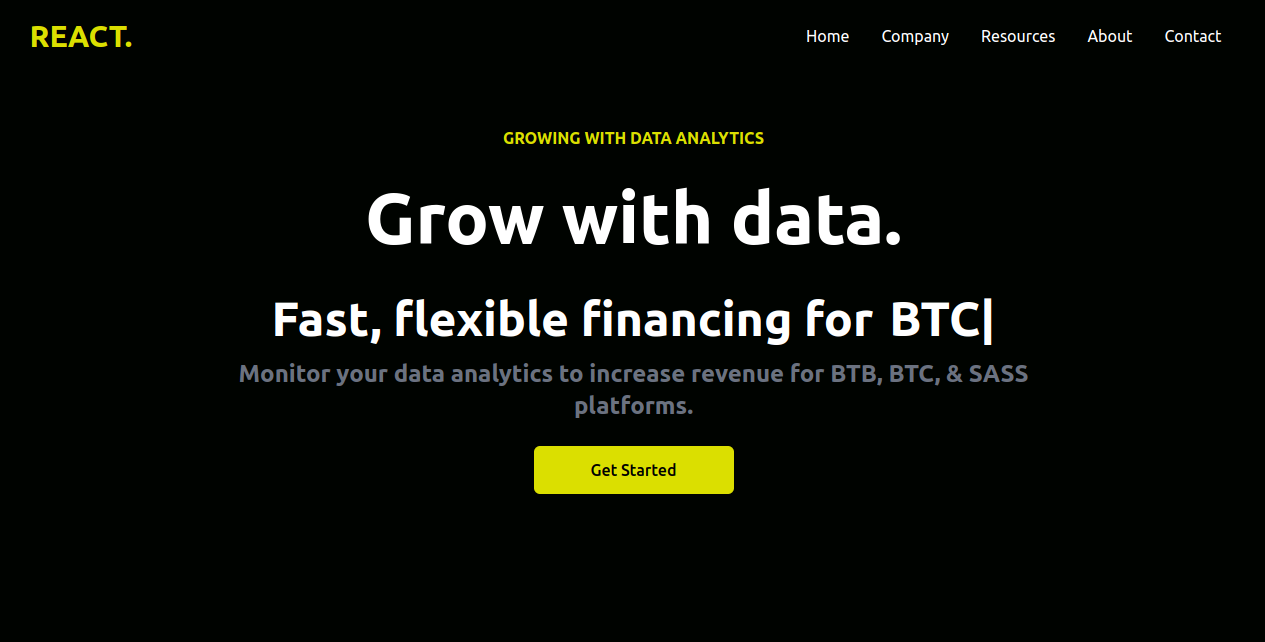 REACT.
Home Company Resources About Contact
GROWING WITH DATA ANALYTICS
Grow with data.
Fast, flexible financing for BTC|
Monitor your data analytics to increase revenue for BTB, BTC, & SASS
platforms.
Get Started